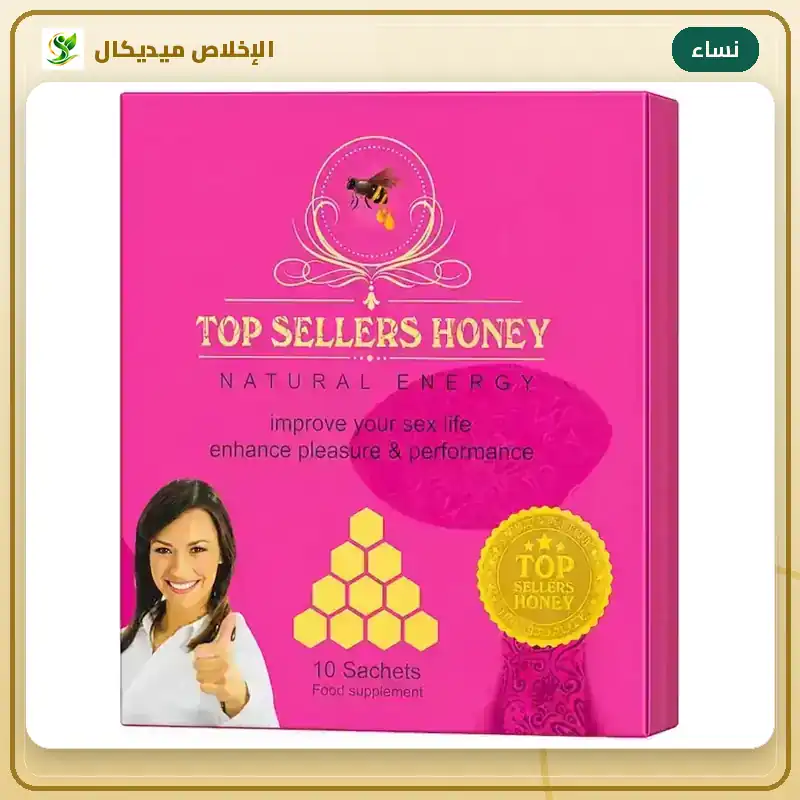 الإخلاص ميديكال
نساء
TOP SELLERS HONEY
NATURAL ENERGY
improve your sex life
enhance pleasure & performance
TOP
SELLERS
HONEY
10 Sachets
Food supplement